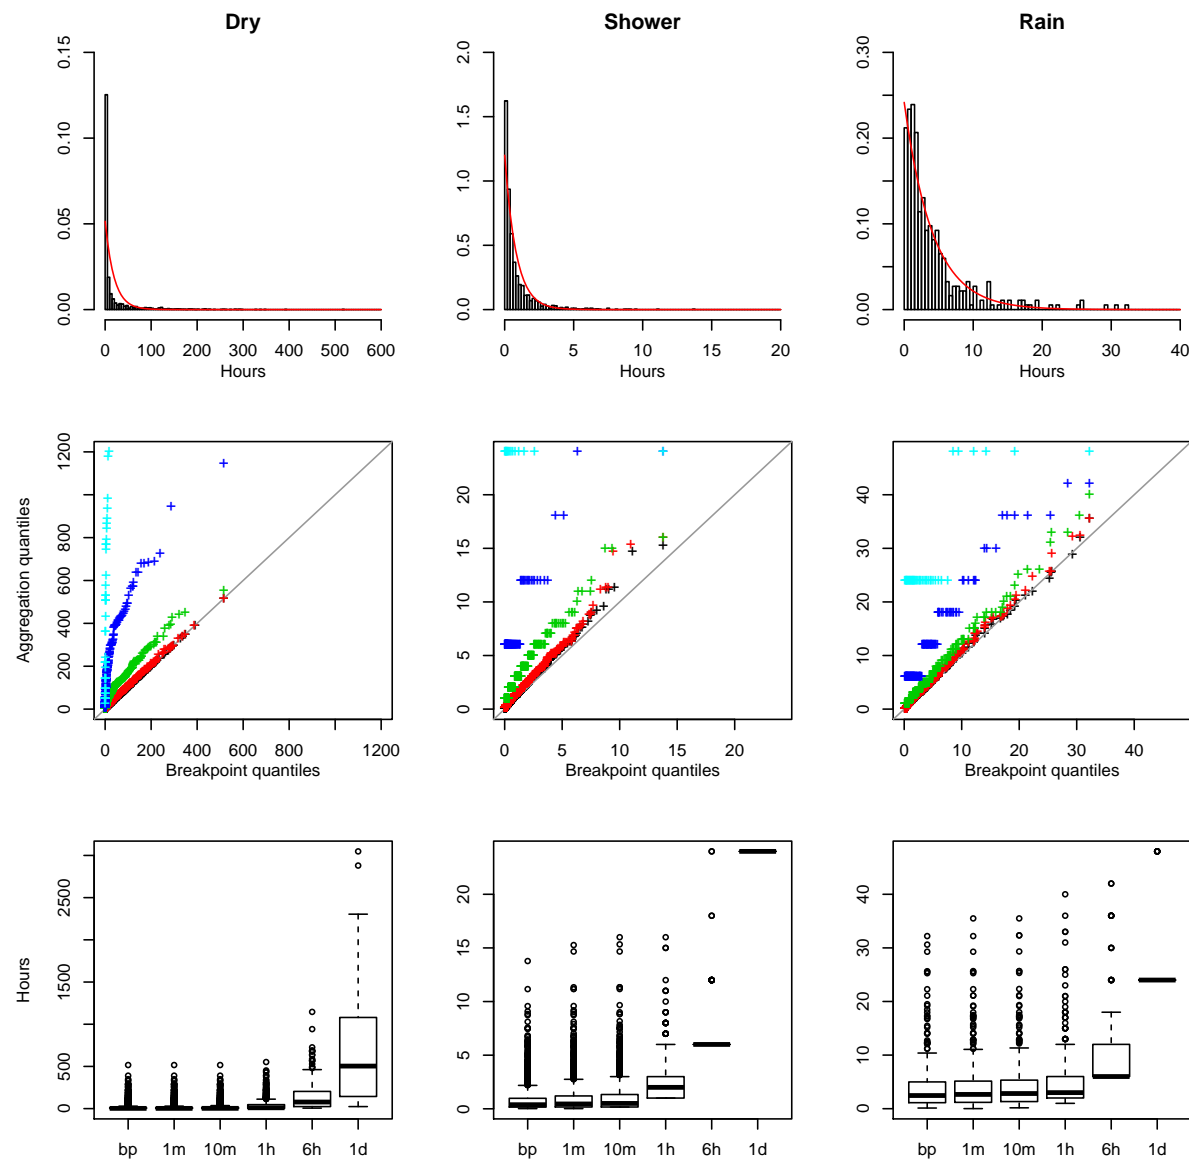 Dry Shower Rain
0.15
0.10
0.05
0.00
0 100 200 300 400 500 600
Hours
2.0
1.5
1.0
0.5
0.0
0 5 10 15 20
Hours
0.30
0.20
0.10
0.00
0 10 20 30 40
Hours
Aggregation quantiles
1200
800
600
400
200
0
0 200 400 600 800 1200
Breakpoint quantiles
20
15
10
5
0
0 5 10 15 20
Breakpoint quantiles
40
30
20
10
0
0 10 20 30 40
Breakpoint quantiles
Hours
2500
1500
500
0
bp 1m 10m 1h 6h 1d
20
15
10
5
0
bp 1m 10m 1h 6h 1d
40
30
20
10
0
bp 1m 10m 1h 6h 1d